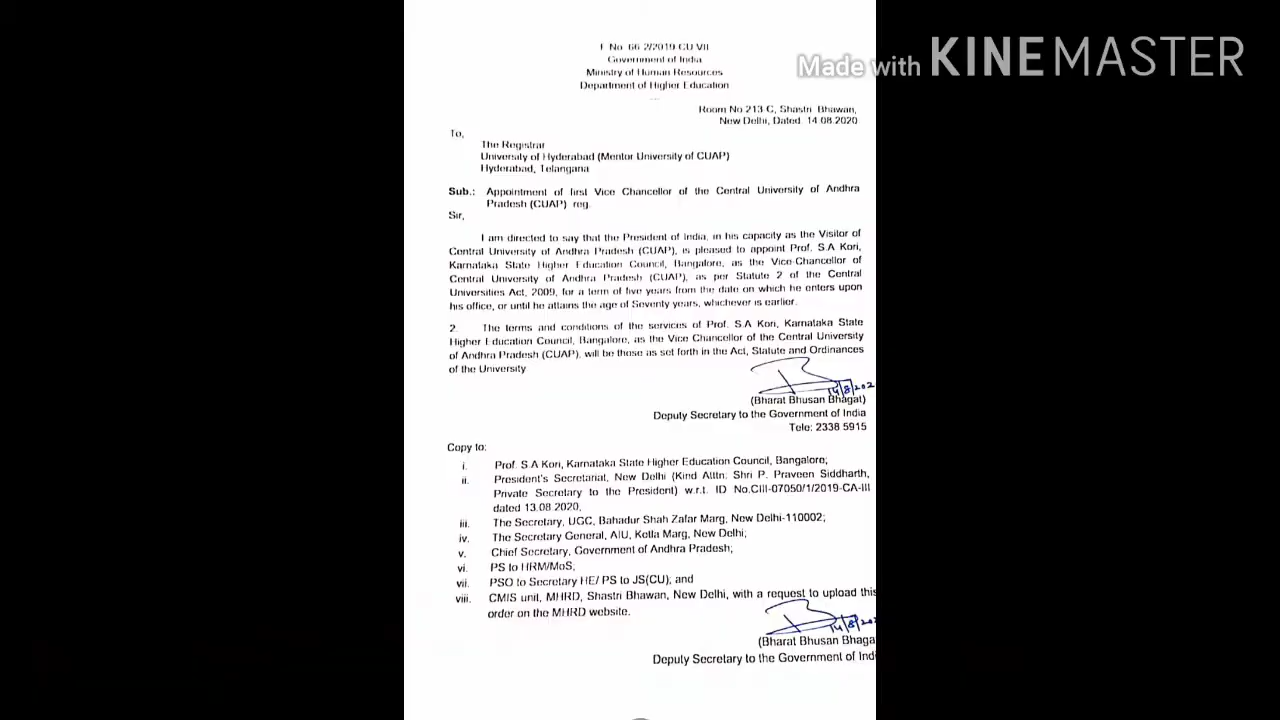 Made with KINEMASTER
F No 66 2/2019 CU VII
Government of India
Ministry of Human Resources
Department of Higher Education
Room No 213 C, Shastri Bhawan,
New Delhi, Dated 14.08.2020
To,
The Registrar
University of Hyderabad (Mentor University of CUAP)
Hyderabad, Telangana
Sub.: Appointment of first Vice Chancellor of the Central University of Andhra
Pradesh (CUAP) reg.
Sir,
I am directed to say that the President of India, in his capacity as the Visitor of
Central University of Andhra Pradesh (CUAP), is pleased to appoint Prof. S.A Kori,
Karnataka State Higher Education Council, Bangalore, as the Vice-Chancellor of
Central University of Andhra Pradesh (CUAP), as per Statute 2 of the Central
Universities Act, 2009, for a term of five years from the date on which he enters upon
his office, or until he attains the age of Seventy years, whichever is earlier.
2. The terms and conditions of the services of Prof. S.A Kori, Karnataka State
Higher Education Council, Bangalore, as the Vice Chancellor of the Central University
of Andhra Pradesh (CUAP), will be those as set forth in the Act, Statute and Ordinances
of the University
14/8/202
(Bharat Bhusan Bhagat)
Deputy Secretary to the Government of India
Tele: 2338 5915
Copy to:
i. Prof. S.A Kori, Karnataka State Higher Education Council, Bangalore;
ii. President's Secretariat, New Delhi (Kind Attn: Shri P. Praveen Siddharth,
Private Secretary to the President) w.r.t. ID No.CIII-07050/1/2019-CA-III
dated 13.08.2020,
iii. The Secretary, UGC, Bahadur Shah Zafar Marg, New Delhi-110002;
iv. The Secretary General, AIU, Kotla Marg, New Delhi;
v. Chief Secretary, Government of Andhra Pradesh;
vi. PS to HRM/MoS,
vii. PSO to Secretary HE/ PS to JS(CU); and
viii. CMIS unit, MHRD, Shastri Bhawan, New Delhi, with a request to upload this
order on the MHRD website.
14/8/202
(Bharat Bhusan Bhaga
Deputy Secretary to the Government of Ind